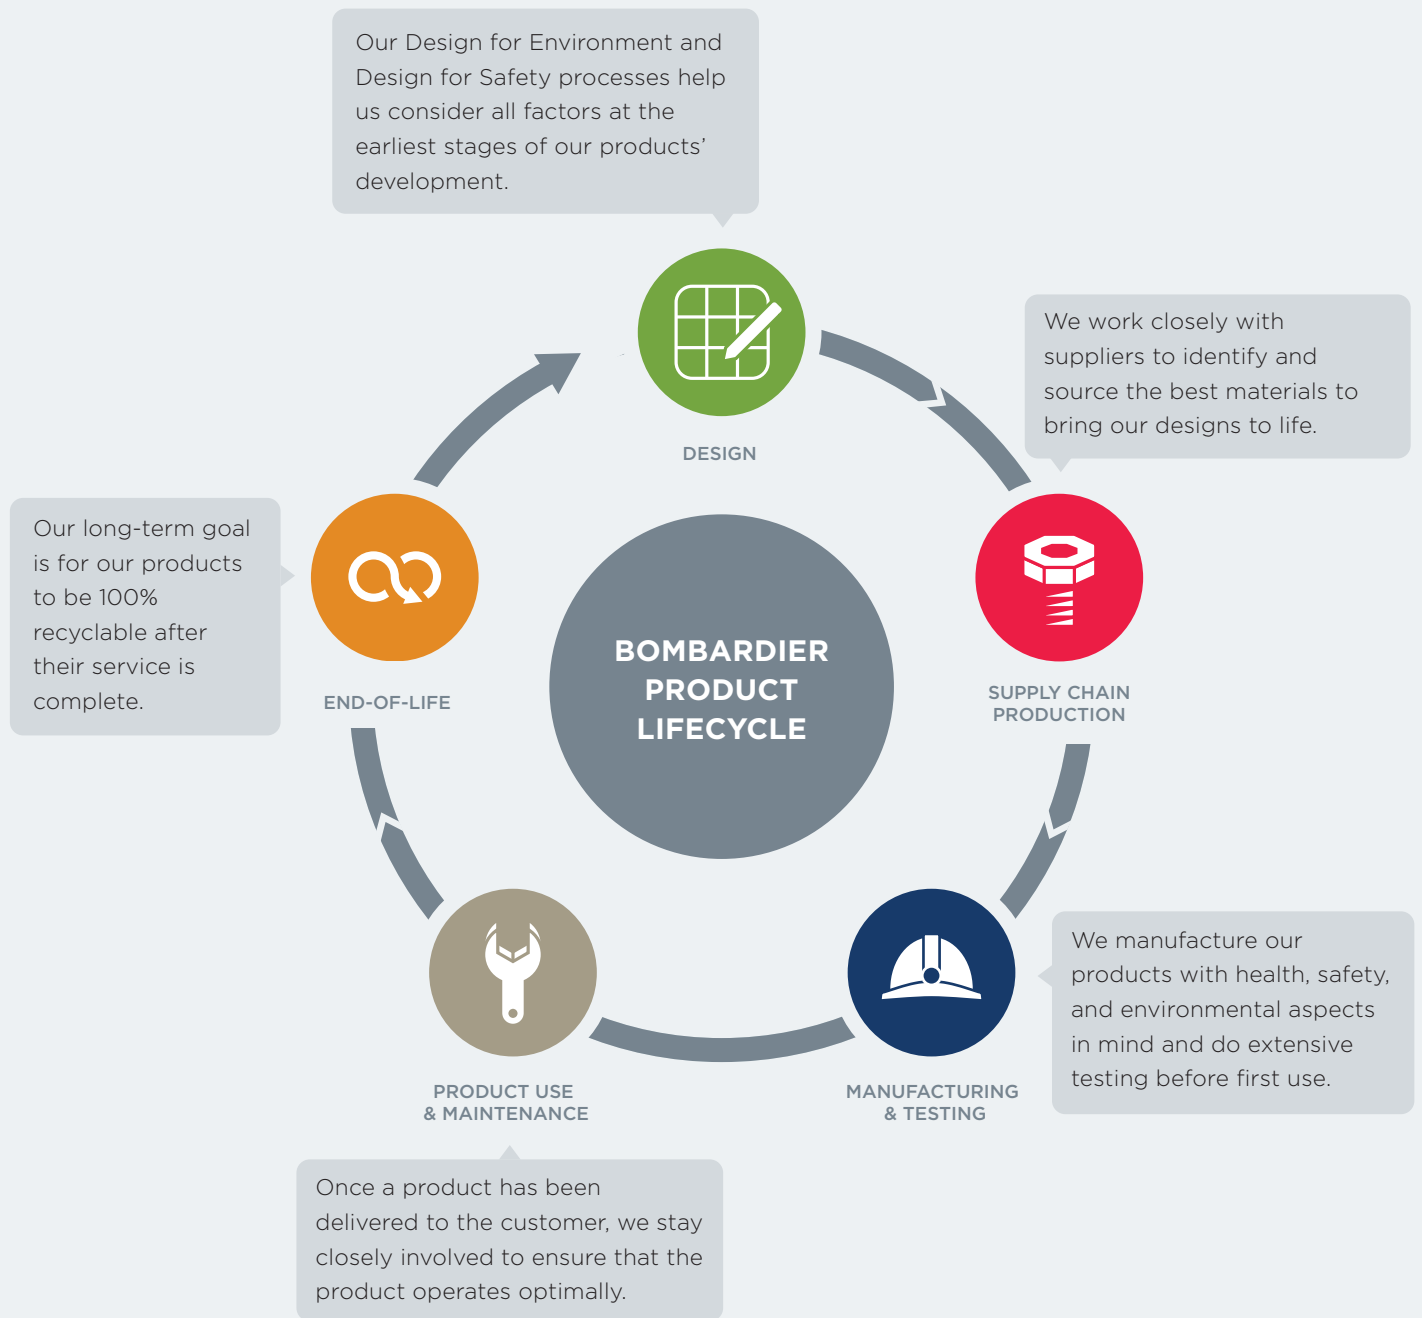 Our Design for Environment and
Design for Safety processes help
us consider all factors at the
earliest stages of our products’
development.
DESIGN
We work closely with
suppliers to identify and
source the best materials to
bring our designs to life.
SUPPLY CHAIN
PRODUCTION
Our long-term goal
is for our products
to be 100%
recyclable after
their service is
complete.
END-OF-LIFE
BOMBARDIER
PRODUCT
LIFECYCLE
We manufacture our
products with health, safety,
and environmental aspects
in mind and do extensive
testing before first use.
MANUFACTURING
& TESTING
PRODUCT USE
& MAINTENANCE
Once a product has been
delivered to the customer, we stay
closely involved to ensure that the
product operates optimally.